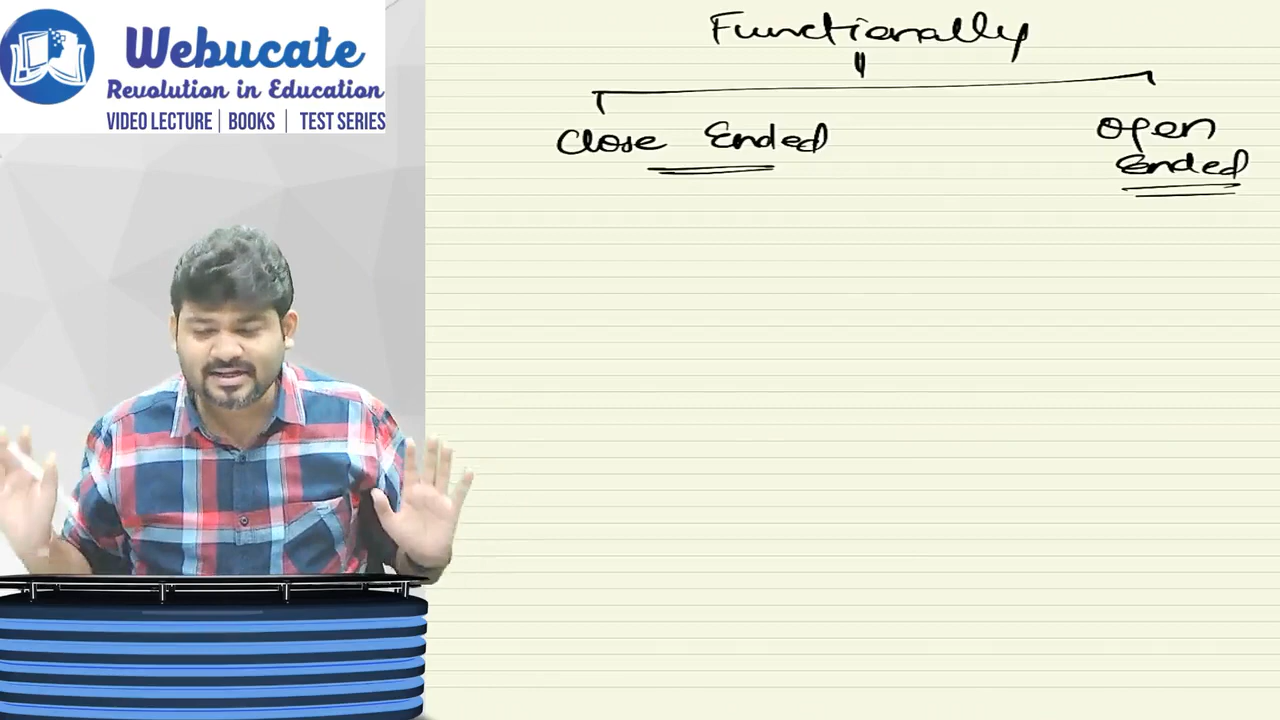 Webucate
Revolution in Education
VIDEO LECTURE | BOOKS | TEST SERIES
Functionally
Close Ended
Open
Ended